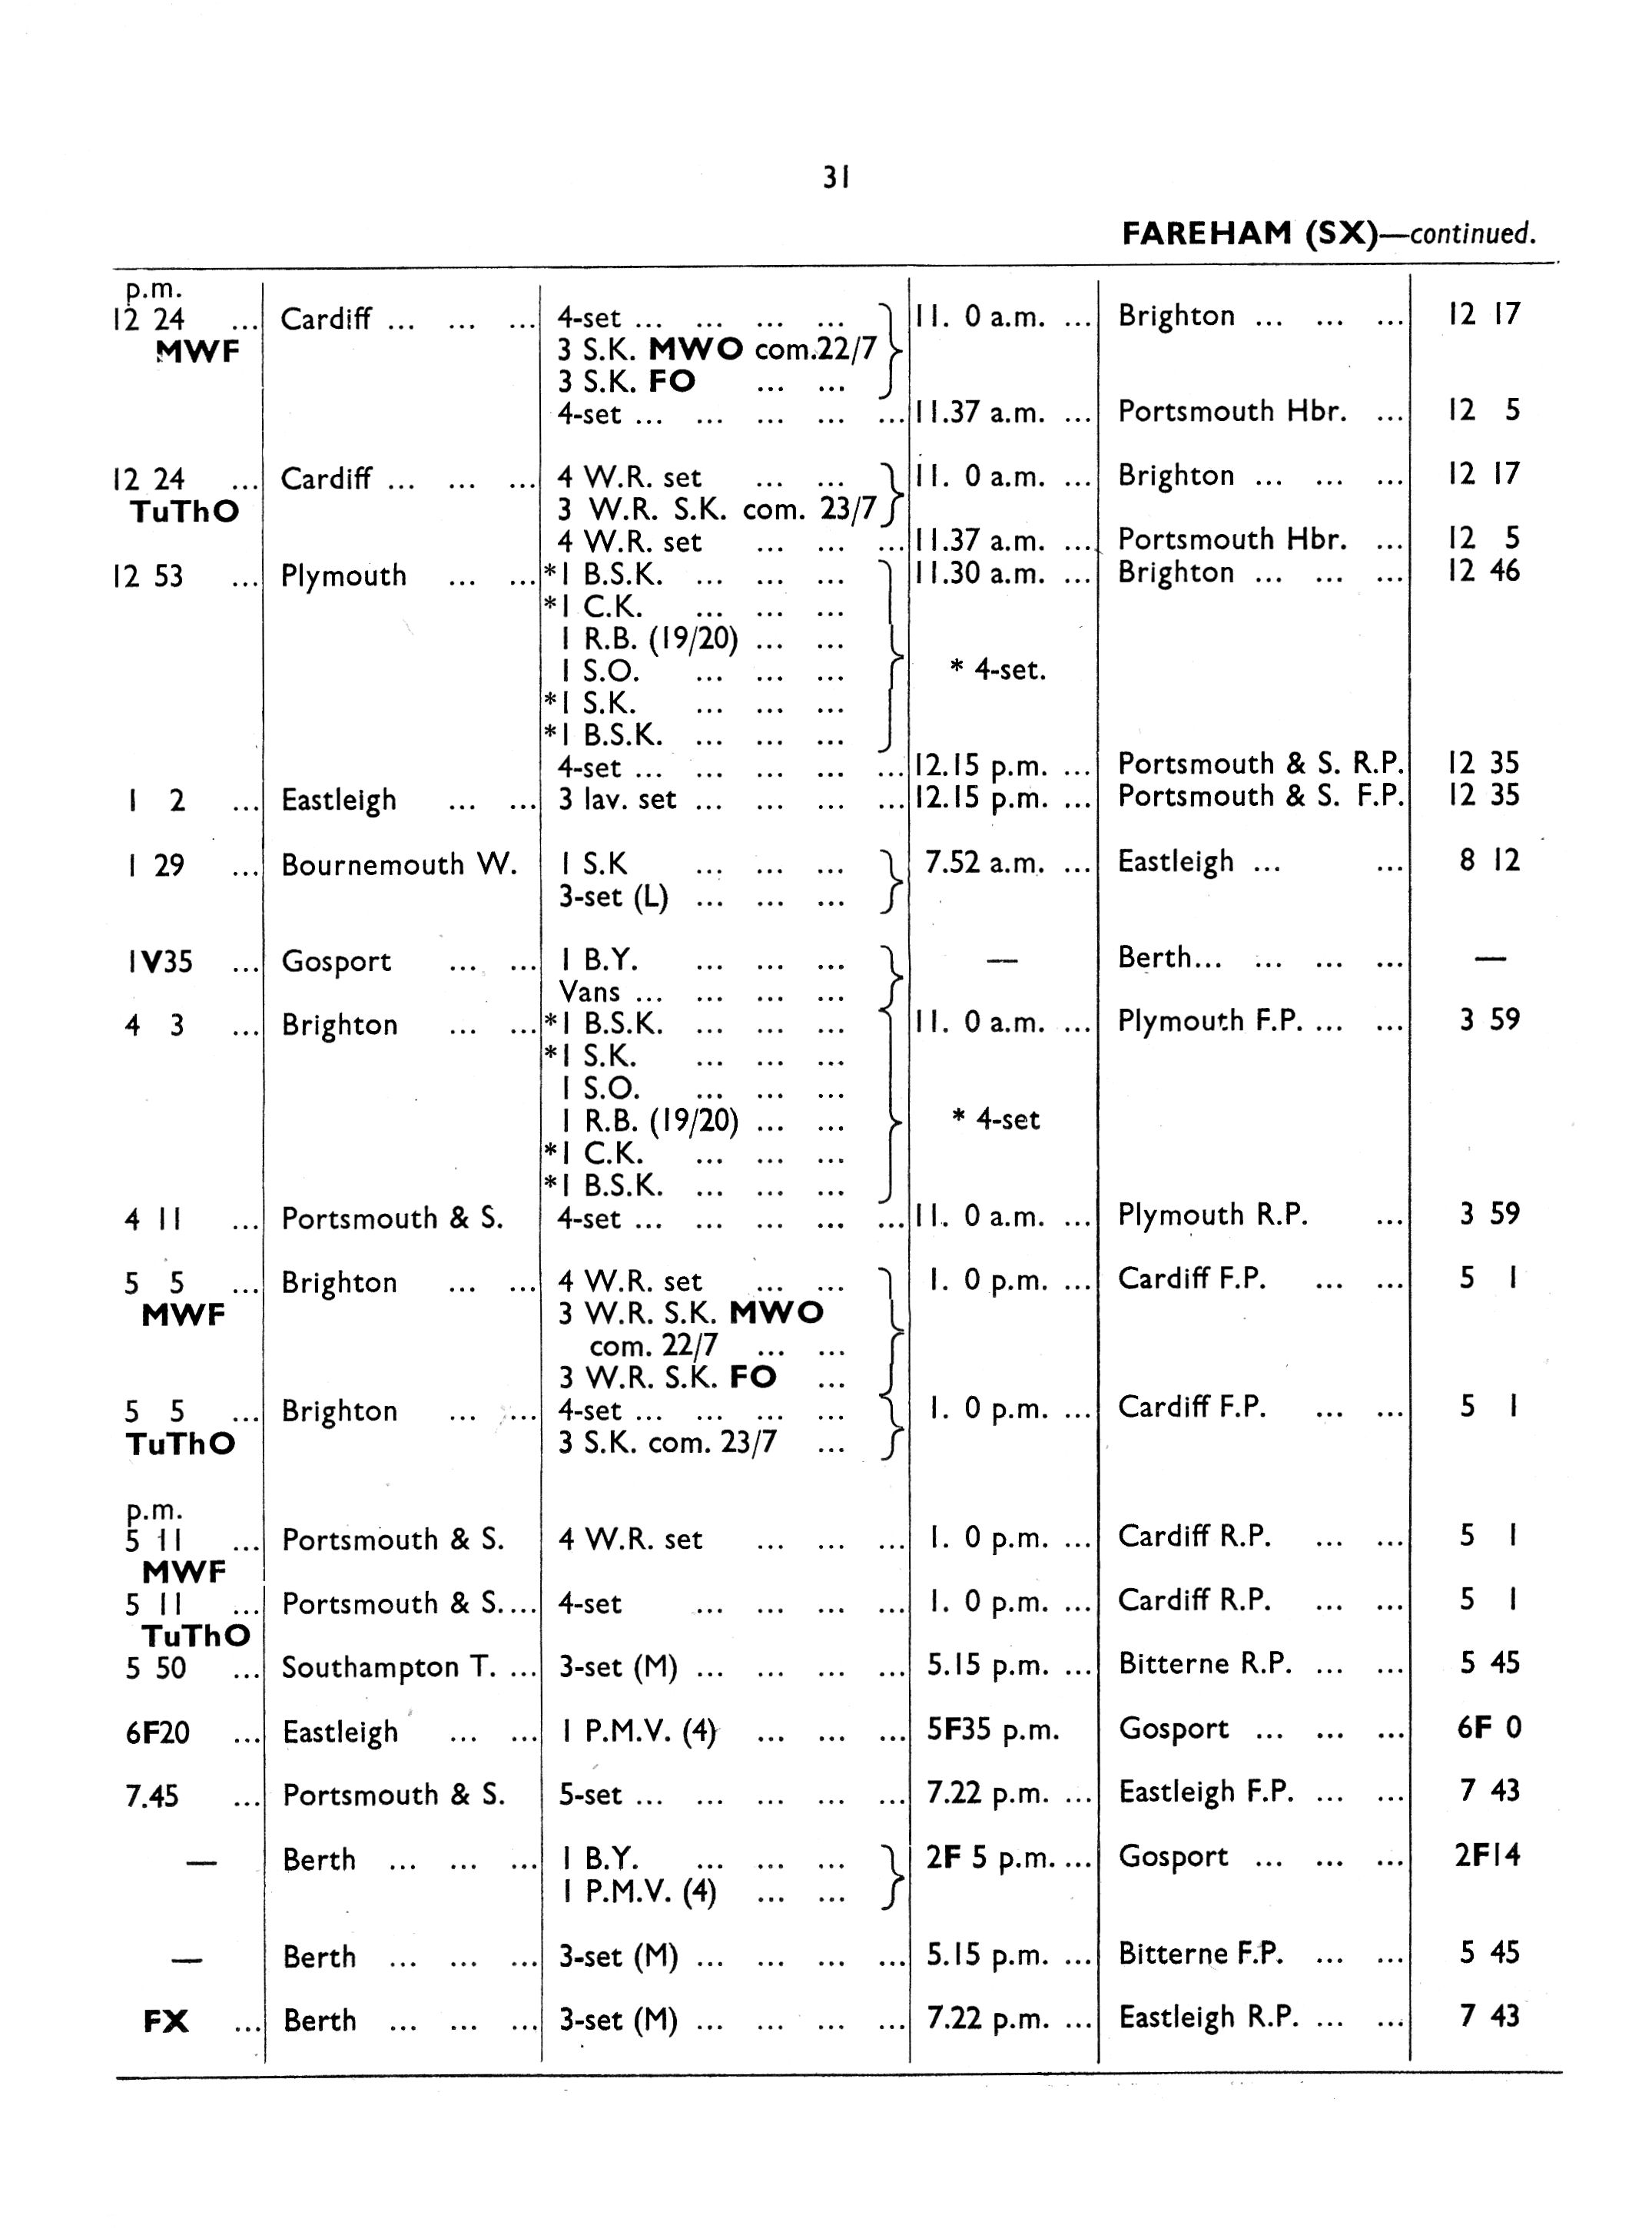 31
FAREHAM (SX)—continued.
p.m.
12 24 ... Cardiff ... ... ... 4-set ... ... ... ... 11. 0 a.m. ... Brighton ... ... ... 12 17
MWF 3 S.K. MWO com.22/7
3 S.K. FO ... ...
4-set ... ... ... ... ... 11.37 a.m. ... Portsmouth Hbr. ... 12 5
12 24 ... Cardiff ... ... ... 4 W.R. set ... ... 11. 0 a.m. ... Brighton ... ... ... 12 17
TuThO 3 W.R. S.K. com. 23/7
4 W.R. set ... ... ... 11.37 a.m. ... Portsmouth Hbr. ... 12 5
12 53 ... Plymouth ... ... *1 B.S.K. ... ... ... 11.30 a.m. ... Brighton ... ... ... 12 46
*1 C.K. ... ... ...
1 R.B. (19/20) ... ...
1 S.O. ... ... ... * 4-set.
*1 S.K. ... ... ...
*1 B.S.K. ... ... ...
4-set ... ... ... ... ... 12.15 p.m. ... Portsmouth & S. R.P. 12 35
1 2 ... Eastleigh ... ... 3 lav. set ... ... ... ... 12.15 p.m. ... Portsmouth & S. F.P. 12 35
1 29 ... Bournemouth W. 1 S.K ... ... ... 7.52 a.m. ... Eastleigh ... ... 8 12
3-set (L) ... ... ...
1V35 ... Gosport ... ... 1 B.Y. ... ... ... — Berth... ... ... ... —
Vans ... ... ... ...
4 3 ... Brighton ... ... *1 B.S.K. ... ... ... 11. 0 a.m. ... Plymouth F.P. ... ... 3 59
*1 S.K. ... ... ...
1 S.O. ... ... ...
1 R.B. (19/20) ... ... * 4-set
*1 C.K. ... ... ...
*1 B.S.K. ... ... ...
4 11 ... Portsmouth & S. 4-set ... ... ... ... ... 11. 0 a.m. ... Plymouth R.P. ... 3 59
5 5 ... Brighton ... ... 4 W.R. set ... ... 1. 0 p.m. ... Cardiff F.P. ... ... 5 1
MWF 3 W.R. S.K. MWO
com. 22/7 ... ...
3 W.R. S.K. FO ...
5 5 ... Brighton ... ... 4-set ... ... ... ... 1. 0 p.m. ... Cardiff F.P. ... ... 5 1
TuThO 3 S.K. com. 23/7 ...
p.m.
5 11 ... Portsmouth & S. 4 W.R. set ... ... ... 1. 0 p.m. ... Cardiff R.P. ... ... 5 1
MWF
5 11 ... Portsmouth & S.... 4-set ... ... ... ... 1. 0 p.m. ... Cardiff R.P. ... ... 5 1
TuThO
5 50 ... Southampton T. ... 3-set (M) ... ... ... ... 5.15 p.m. ... Bitterne R.P. ... ... 5 45
6F20 ... Eastleigh ... ... 1 P.M.V. (4) ... ... ... 5F35 p.m. Gosport ... ... ... 6F 0
7.45 ... Portsmouth & S. 5-set ... ... ... ... ... 7.22 p.m. ... Eastleigh F.P. ... ... 7 43
— Berth ... ... ... 1 B.Y. ... ... ... 2F 5 p.m. ... Gosport ... ... ... 2F14
1 P.M.V. (4) ... ...
— Berth ... ... ... 3-set (M) ... ... ... ... 5.15 p.m. ... Bitterne F.P. ... ... 5 45
FX ... Berth ... ... ... 3-set (M) ... ... ... ... 7.22 p.m. ... Eastleigh R.P. ... ... 7 43